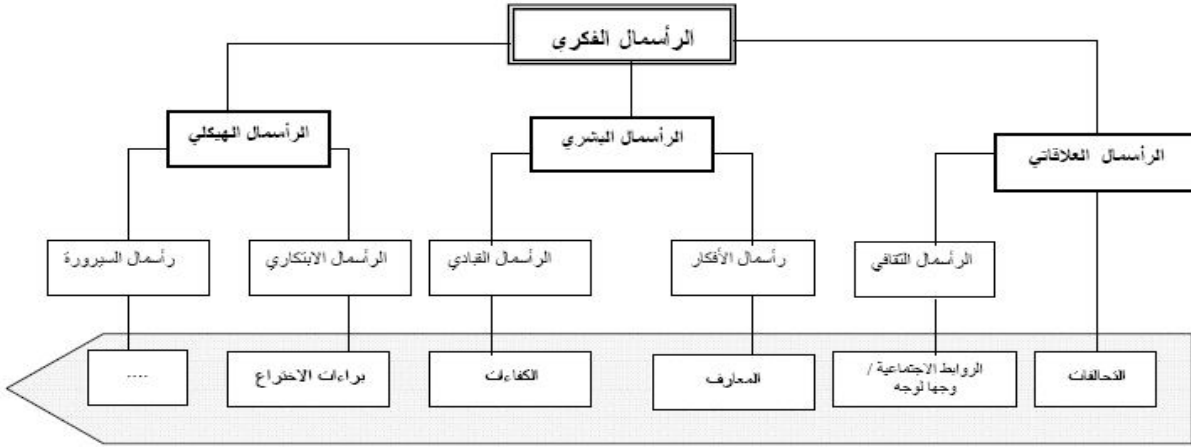 الرأسمال الفكري
الرأسمال العلاقاتي
الرأسمال البشري
الرأسمال الهيكلي
الرأسمال الثقافي
رأسمال الأفكار
الرأسمال القيادي
الرأسمال الابتكاري
رأسمال السيرورة
التحالفات
الروابط الاجتماعية /
وجها لوجه
المعارف
الكفاءات
براءات الاختراع
----